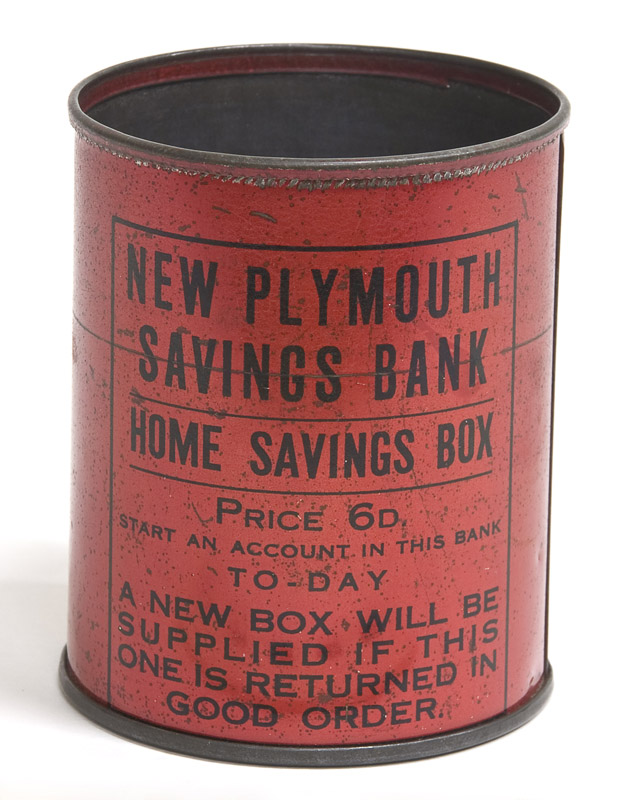 NEW PLYMOUTH
SAVINGS BANK
HOME SAVINGS BOX
PRICE 6D.
START AN ACCOUNT IN THIS BANK
TO-DAY
A NEW BOX WILL BE
SUPPLIED IF THIS
ONE IS RETURNED IN
GOOD ORDER.